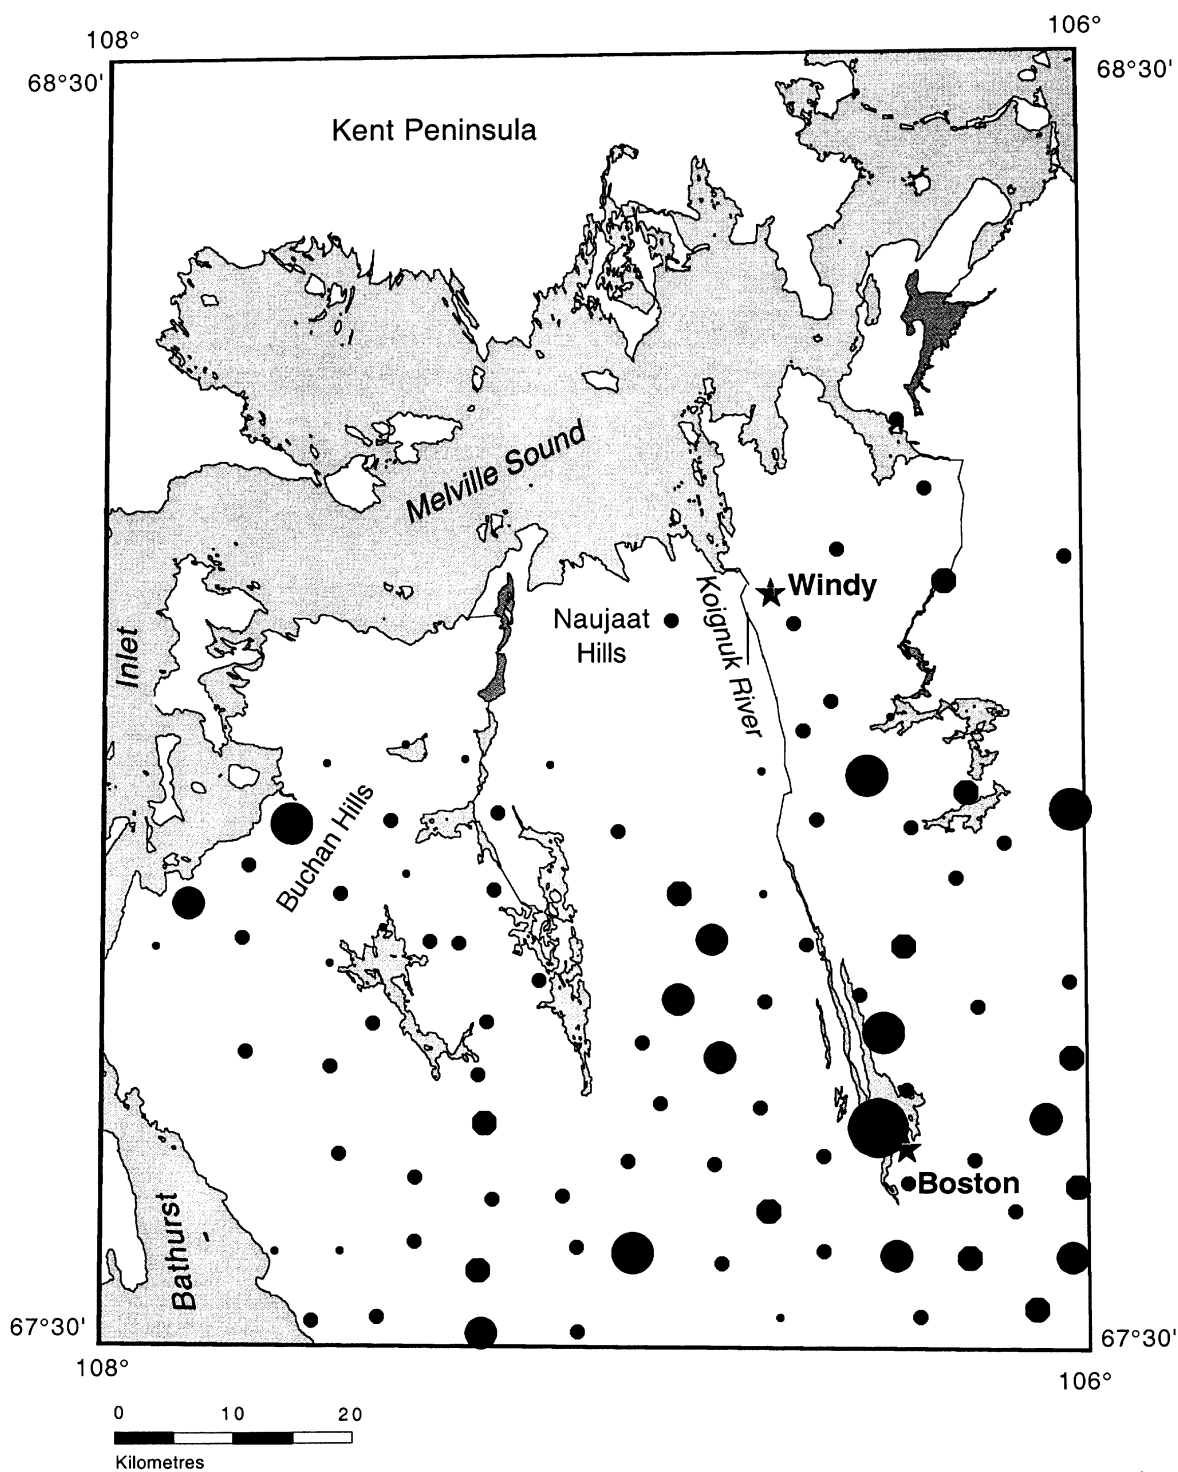 108°
106°
68°30'
68°30'
Kent Peninsula
Melville Sound
Windy
Naujaat
Hills
Koignuk River
Inlet
Buchan Hills
Boston
Bathurst
67°30'
67°30'
108°
106°
0 10 20
Kilometres